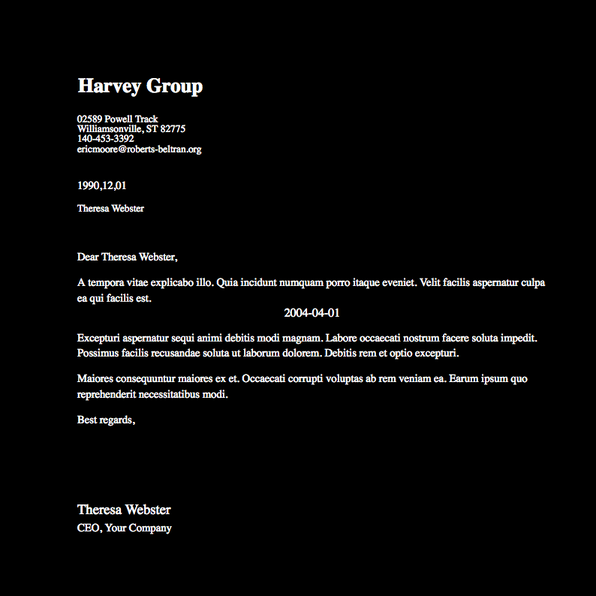 Harvey Group
02589 Powell Track
Williamsonville, ST 82775
140-453-3392
ericmoore@roberts-beltran.org
1990,12,01
Theresa Webster
Dear Theresa Webster,
A tempora vitae explicabo illo. Quia incidunt numquam porro itaque eveniet. Velit facilis aspernatur culpa
ea qui facilis est.
2004-04-01
Excepturi aspernatur sequi animi debitis modi magnam. Labore occaecati nostrum facere soluta impedit.
Possimus facilis recusandae soluta ut laborum dolorem. Debitis rem et optio excepturi.
Maiores consequuntur maiores ex et. Occaecati corrupti voluptas ab rem veniam ea. Earum ipsum quo
reprehenderit necessitatibus modi.
Best regards,
Theresa Webster
CEO, Your Company